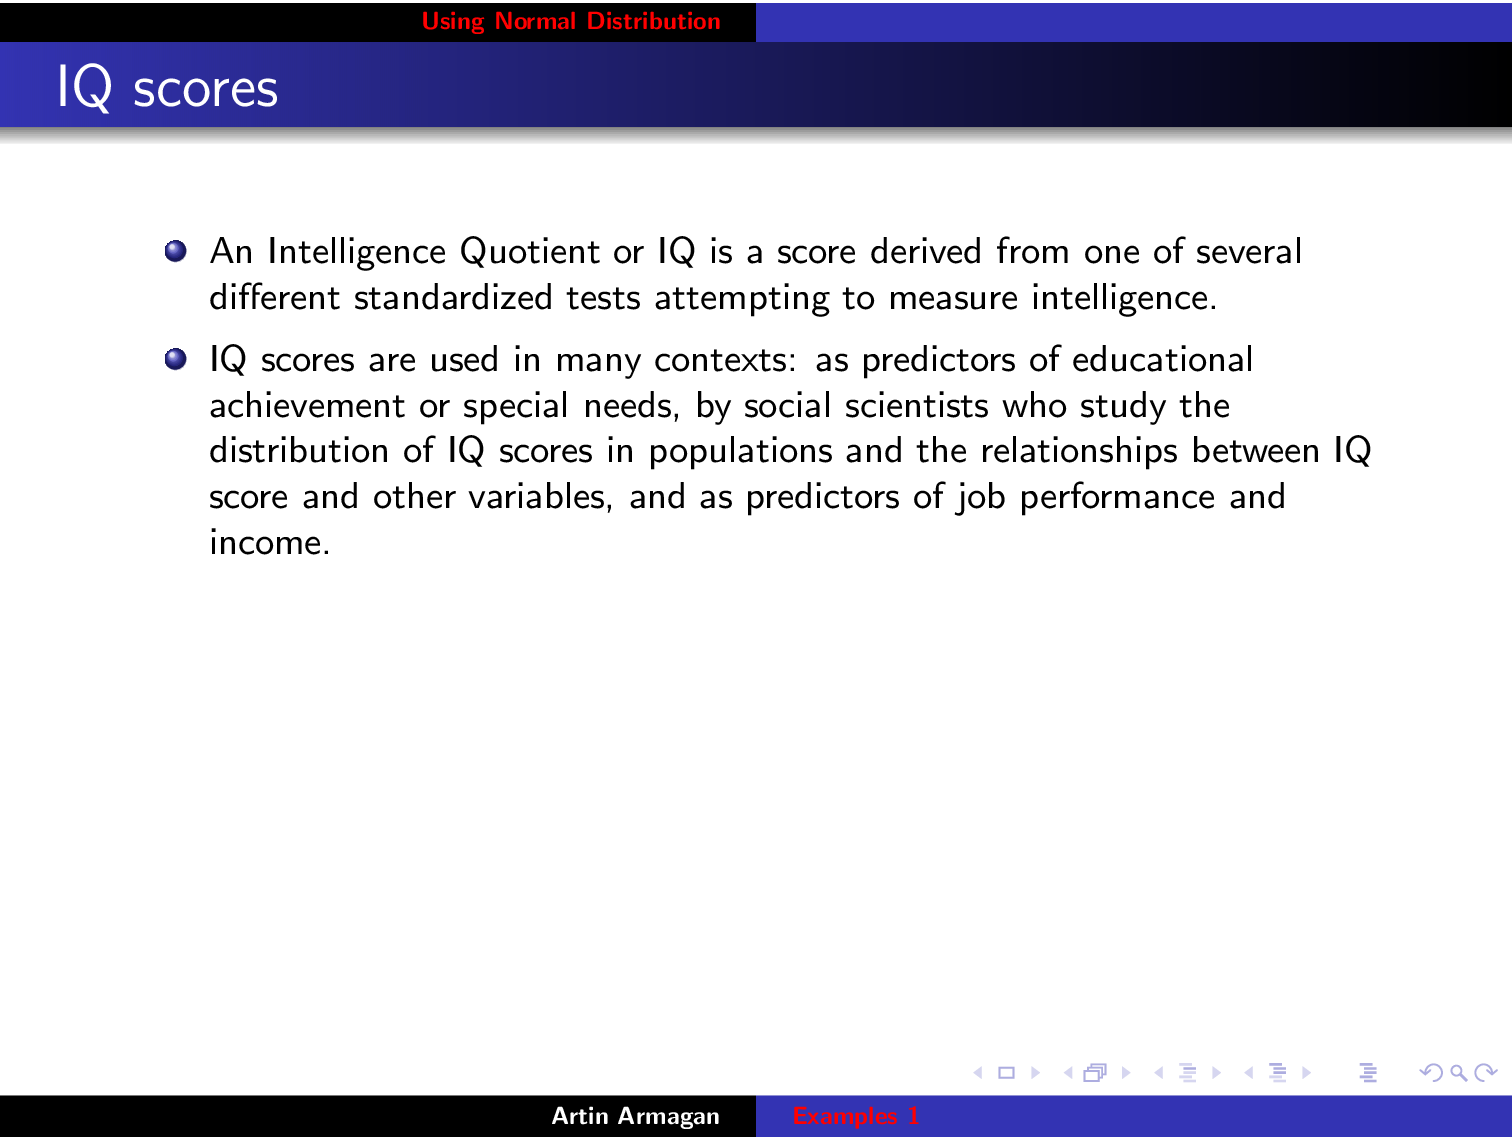 Using Normal Distribution
IQ scores
An Intelligence Quotient or IQ is a score derived from one of several
different standardized tests attempting to measure intelligence.
IQ scores are used in many contexts: as predictors of educational
achievement or special needs, by social scientists who study the
distribution of IQ scores in populations and the relationships between IQ
score and other variables, and as predictors of job performance and
income.
Artin Armagan
Examples 1